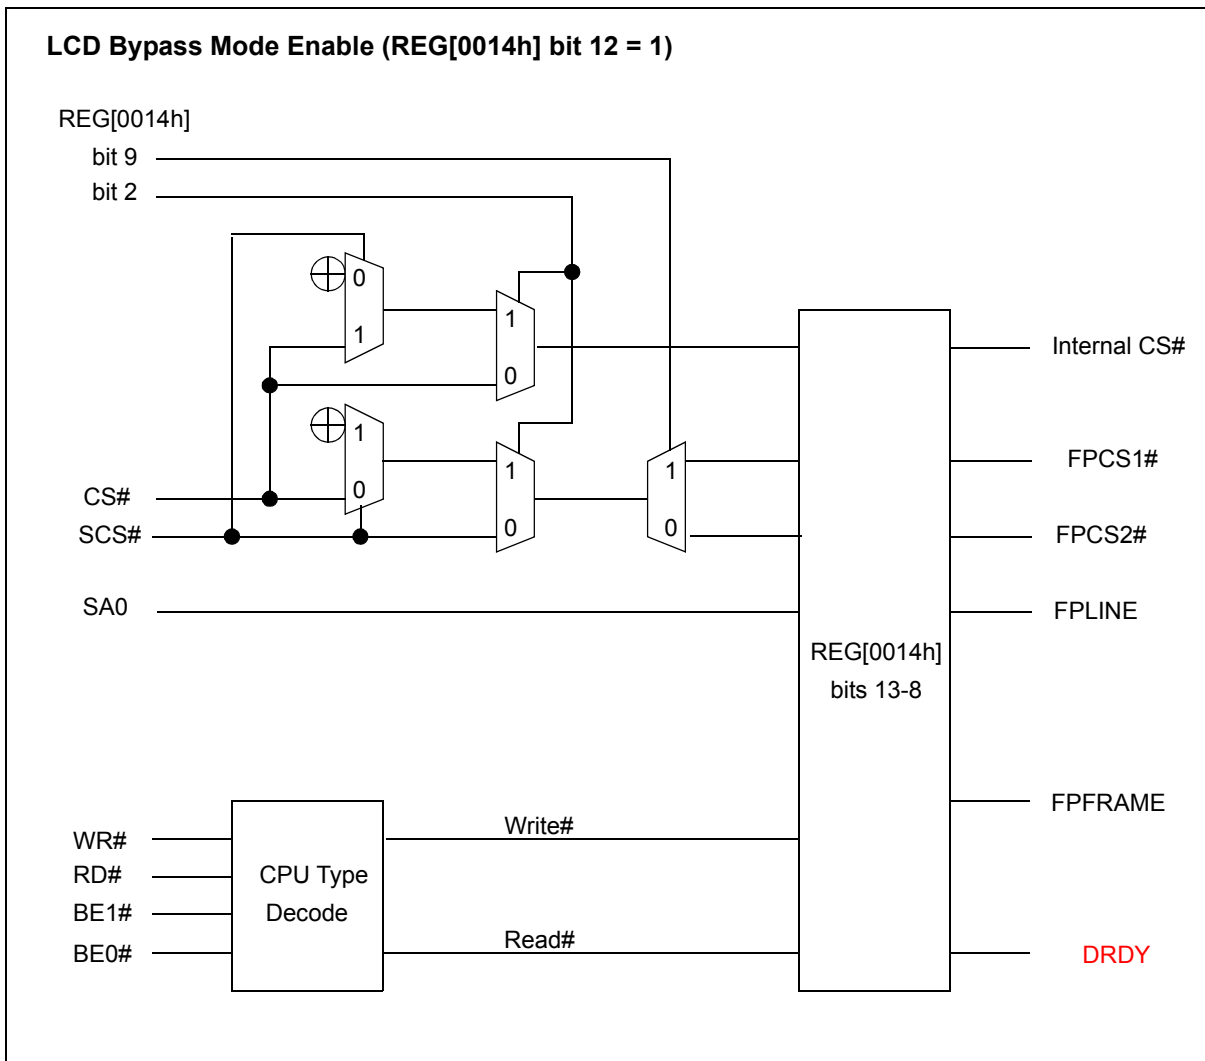 LCD Bypass Mode Enable (REG[0014h] bit 12 = 1)
REG[0014h]
bit 9
bit 2
0
1
1
0
1
0
1
0
1
0
CS#
SCS#
SA0
Internal CS#
FPCS1#
FPCS2#
FPLINE
REG[0014h]
bits 13-8
FPFRAME
WR#
RD#
BE1#
BE0#
CPU Type
Decode
Write#
Read#
DRDY